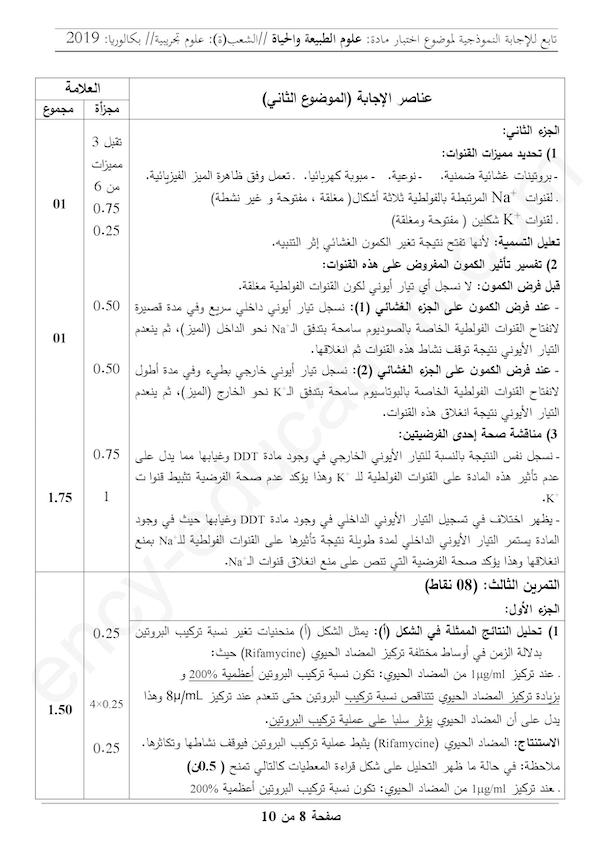 تابع للإجابة النموذجية لموضوع اختبار مادة: علوم الطبيعة والحياة //الشعب(ة): علوم تجريبية// بكالوريا: 2019
العلامة
عناصر الإجابة (الموضوع الثاني)
مجزأة
مجموع
الجزء الثاني:
1) تحديد مميزات القنوات:
- بروتينات غشائية ضمنية. - نوعية. - مبوبة كهربائيا. . تعمل وفق ظاهرة الميز الفيزيائية.
. لقنوات Na⁺ المرتبطة بالفولطية ثلاثة أشكال( مغلقة ، مفتوحة و غير نشطة)
. لقنوات K⁺ شكلين ( مفتوحة ومغلقة)
تعليل التسمية: لأنها تفتح نتيجة تغير الكمون الغشائي إثر التنبيه.
تقبل 3
مميزات
من 6
0.75
0.25
01
2) تفسير تأثير الكمون المفروض على هذه القنوات:
قبل فرض الكمون: لا نسجل أي تيار أيوني لكون القنوات الفولطية مغلقة.
- عند فرض الكمون على الجزء الغشائي (1): نسجل تيار أيوني داخلي سريع وفي مدة قصيرة
لانفتاح القنوات الفولطية الخاصة بالصوديوم سامحة بتدفق الـNa⁺ نحو الداخل (الميز)، ثم ينعدم
التيار الأيوني نتيجة توقف نشاط هذه القنوات ثم انغلاقها.
- عند فرض الكمون على الجزء الغشائي (2): نسجل تيار أيوني خارجي بطيء وفي مدة أطول
لانفتاح القنوات الفولطية الخاصة بالبوتاسيوم سامحة بتدفق الـK⁺ نحو الخارج (الميز)، ثم ينعدم
التيار الأيوني نتيجة انغلاق هذه القنوات.
0.50
0.50
01
3) مناقشة صحة إحدى الفرضيتين:
- نسجل نفس النتيجة بالنسبة للتيار الأيوني الخارجي في وجود مادة DDT وغيابها مما يدل على
عدم تأثير هذه المادة على القنوات الفولطية للـ K⁺ وهذا يؤكد عدم صحة الفرضية تثبيط قنوات
K⁺.
- يظهر اختلاف في تسجيل التيار الأيوني الداخلي في وجود مادة DDT وغيابها حيث في وجود
المادة يستمر التيار الأيوني الداخلي لمدة طويلة نتيجة تأثيرها على القنوات الفولطية للـNa⁺ بمنع
انغلاقها وهذا يؤكد صحة الفرضية التي تنص على منع انغلاق قنوات الـNa⁺.
0.75
1
1.75
التمرين الثالث: (08 نقاط)
الجزء الأول:
1) تحليل النتائج الممثلة في الشكل (أ): يمثل الشكل (أ) منحنيات تغير نسبة تركيب البروتين
بدلالة الزمن في أوساط مختلفة تركيز المضاد الحيوي (Rifamycine) حيث:
. عند تركيز 1µg/ml من المضاد الحيوي: تكون نسبة تركيب البروتين أعظمية 200% و
بزيادة تركيز المضاد الحيوي تتناقص نسبة تركيب البروتين حتى تنعدم عند تركيز 8µ/mL وهذا
يدل على أن المضاد الحيوي يؤثر سلبا على عملية تركيب البروتين.
الاستنتاج: المضاد الحيوي (Rifamycine) يثبط عملية تركيب البروتين فيوقف نشاطها وتكاثرها.
ملاحظة: في حالة ما ظهر التحليل على شكل قراءة المعطيات كالتالي تمنح ( 0.5ن)
. عند تركيز 1µg/ml من المضاد الحيوي: تكون نسبة تركيب البروتين أعظمية 200%
0.25
4×0.25
0.25
1.50
صفحة 8 من 10
ency-education.com